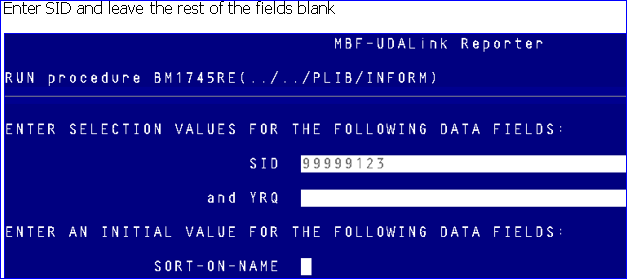 Enter SID and leave the rest of the fields blank
MBF-UDALink Reporter
RUN procedure BM1745RE(../../PLIB/INFORM)
ENTER SELECTION VALUES FOR THE FOLLOWING DATA FIELDS:
SID 99999123
and YRQ
ENTER AN INITIAL VALUE FOR THE FOLLOWING DATA FIELDS:
SORT-ON-NAME